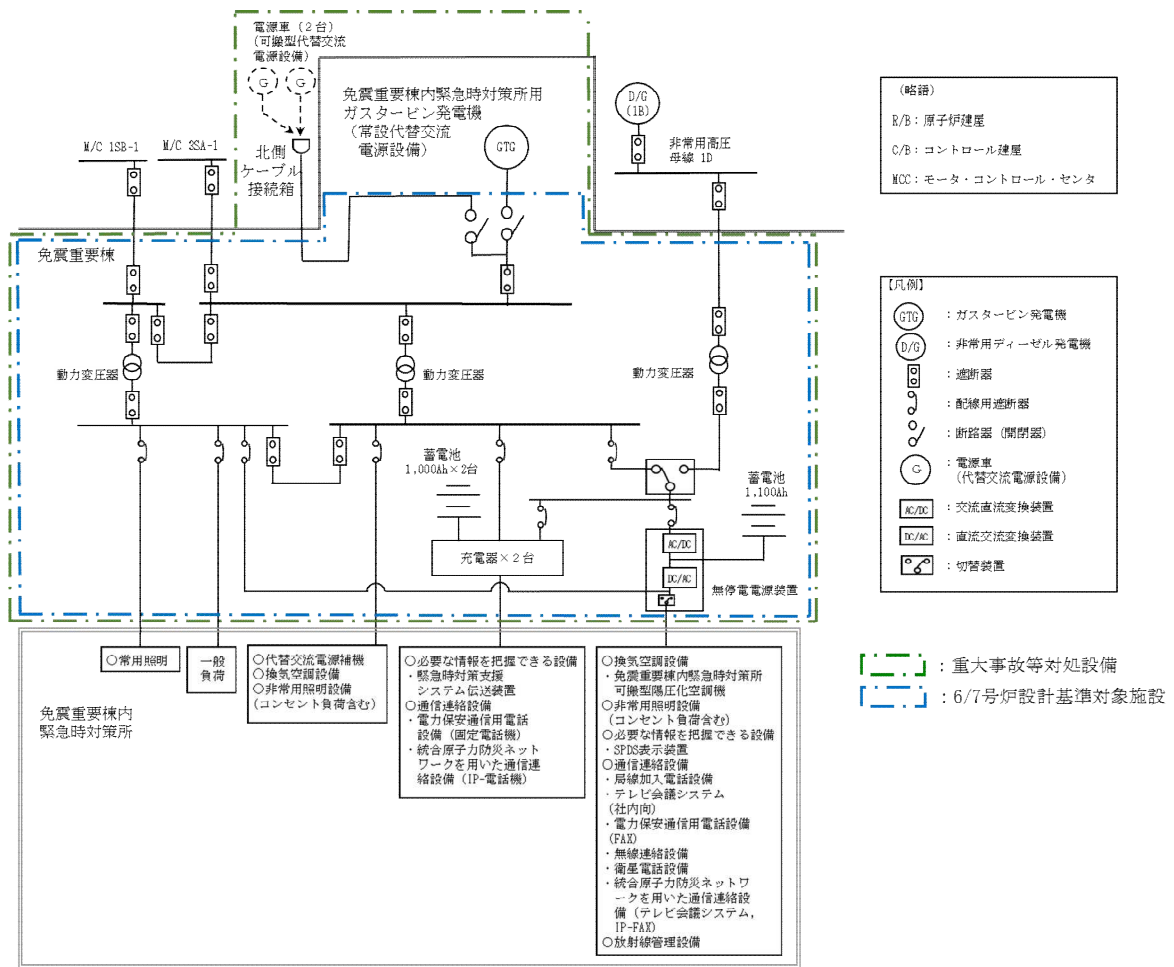 電源車（2台）
(可搬型代替交流
電源設備)
G
G
免震重要棟内緊急時対策所用
ガスタービン発電機
（常設代替交流
電源設備）
GTG
D/G
(1B)
非常用高圧
母線 1D
M/C 1SB-1
M/C 3SA-1
北側
ケーブル
接続箱
（略語）
R/B：原子炉建屋
C/B：コントロール建屋
MCC：モータ・コントロール・センタ
免震重要棟
動力変圧器
動力変圧器
動力変圧器
蓄電池
1,000Ah×2台
蓄電池
1,100Ah
充電器×2台
AC/DC
DC/AC
無停電電源装置
【凡例】
GTG
：ガスタービン発電機
D/G
：非常用ディーゼル発電機
：遮断器
：配線用遮断器
：断路器（開閉器）
G
：電源車
(代替交流電源設備)
AC/DC
：交流直流変換装置
DC/AC
：直流交流変換装置
：切替装置
免震重要棟内
緊急時対策所
○常用照明
一般
負荷
○代替交流電源補機
○換気空調設備
○非常用照明設備
(コンセント負荷含む)
○必要な情報を把握できる設備
・緊急時対策支援
システム伝送装置
○通信連絡設備
・電力保安通信用電話
設備（固定電話機）
・統合原子力防災ネット
ワークを用いた通信連
絡設備（IP-電話機）
○換気空調設備
・免震重要棟内緊急時対策所
可搬型陽圧化空調機
○非常用照明設備
(コンセント負荷含む)
○必要な情報を把握できる設備
・SPDS表示装置
○通信連絡設備
・局線加入電話設備
・テレビ会議システム
(社内向)
・電力保安通信用電話設備
(FAX)
・無線連絡設備
・衛星電話設備
・統合原子力防災ネットワ
ークを用いた通信連絡設
備（テレビ会議システム,
IP-FAX）
○放射線管理設備
：重大事故等対処設備
：6/7号炉設計基準対象施設